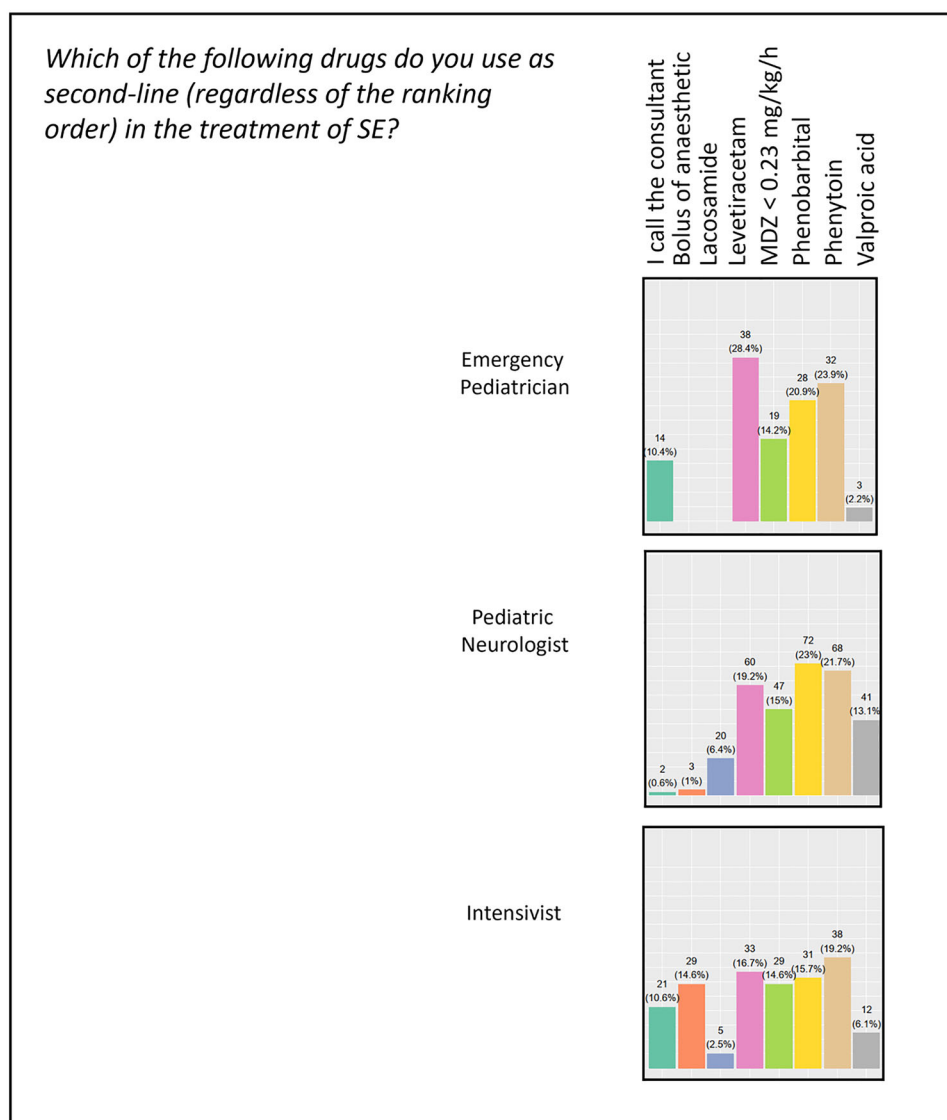 Which of the following drugs do you use as
second-line (regardless of the ranking
order) in the treatment of SE?
I call the consultant
Bolus of anaesthetic
Lacosamide
Levetiracetam
MDZ < 0.23 mg/kg/h
Phenobarbital
Phenytoin
Valproic acid
Emergency
Pediatrician
14
(10.4%)
38
(28.4%)
19
(14.2%)
28
(20.9%)
32
(23.9%)
3
(2.2%)
Pediatric
Neurologist
2
(0.6%)
3
(1%)
20
(6.4%)
60
(19.2%)
47
(15%)
72
(23%)
68
(21.7%)
41
(13.1%
Intensivist
21
(10.6%)
29
(14.6%)
5
(2.5%)
33
(16.7%)
29
(14.6%)
31
(15.7%)
38
(19.2%)
12
(6.1%)